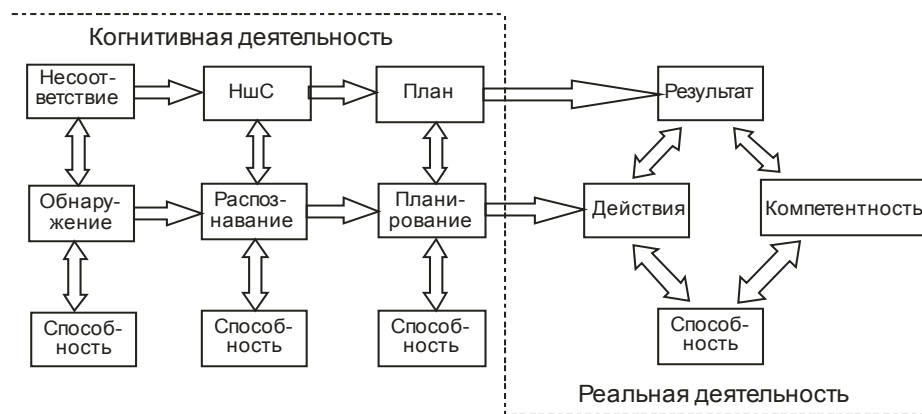 Когнитивная деятельность
Несоот-
ветствие
НшС
План
Результат
Обнару-
жение
Распоз-
навание
Плани-
рование
Действия
Компетентность
Способ-
ность
Способ-
ность
Способ-
ность
Способ-
ность
Реальная деятельность